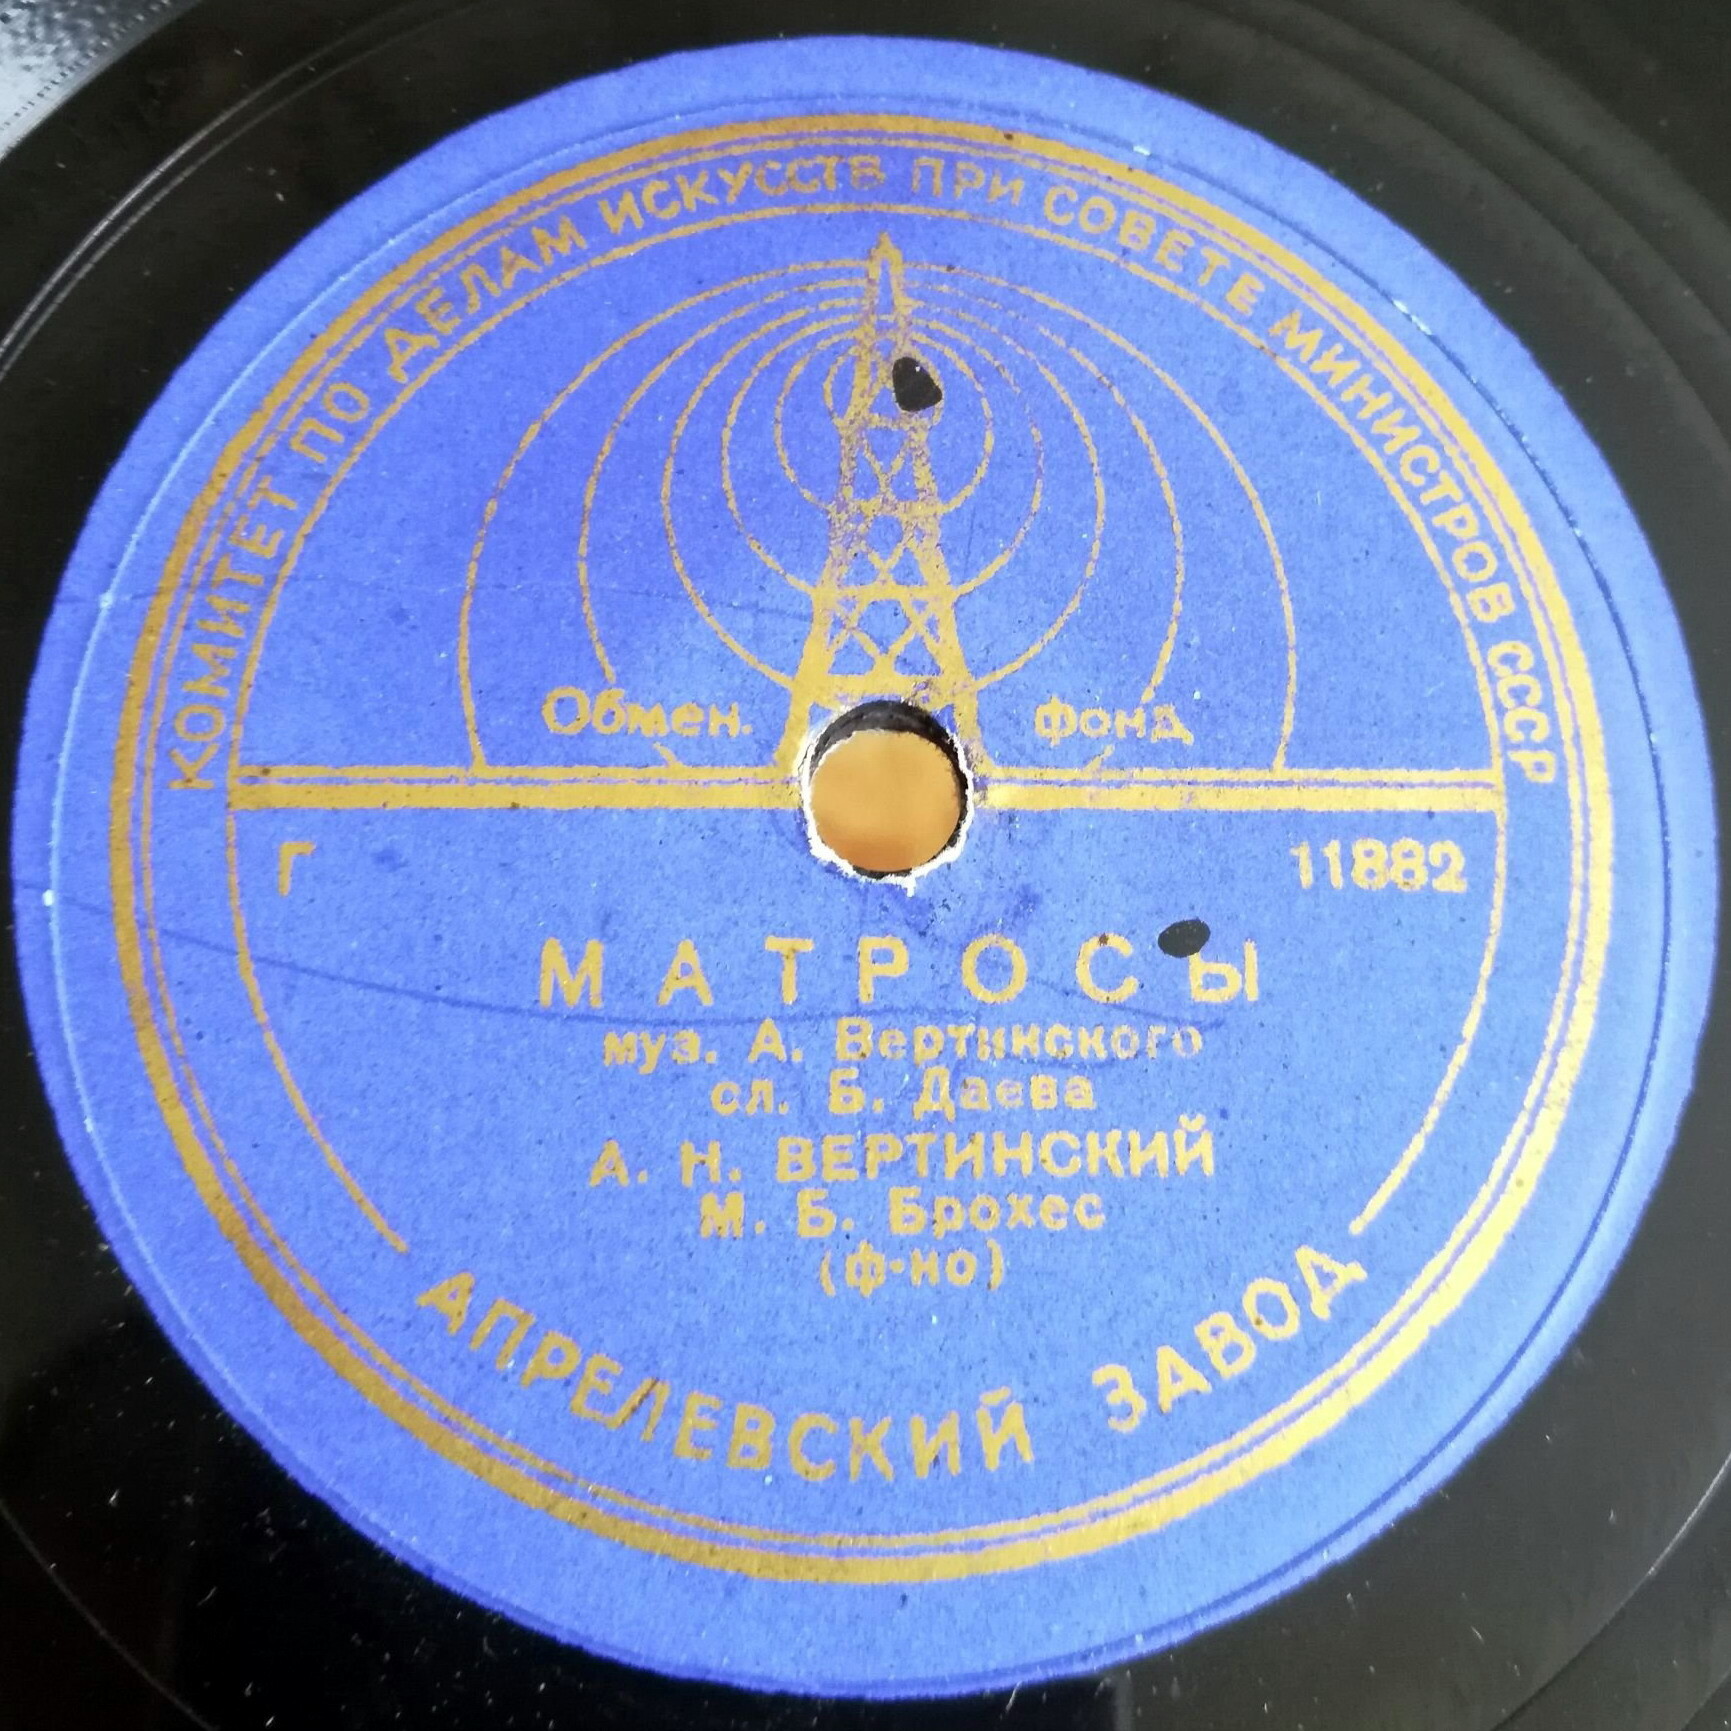 КОМИТЕТ ПО ДЕЛАМ ИСКУССТВ ПРИ СОВЕТЕ МИНИСТРОВ СССР
Обмен. фонд
Г 11882
МАТРОСЫ
муз. А. Вертинского
сл. Б. Даева
А. Н. ВЕРТИНСКИЙ
М. Б. Брохес
(ф-но)
АПРЕЛЕВСКИЙ ЗАВОД